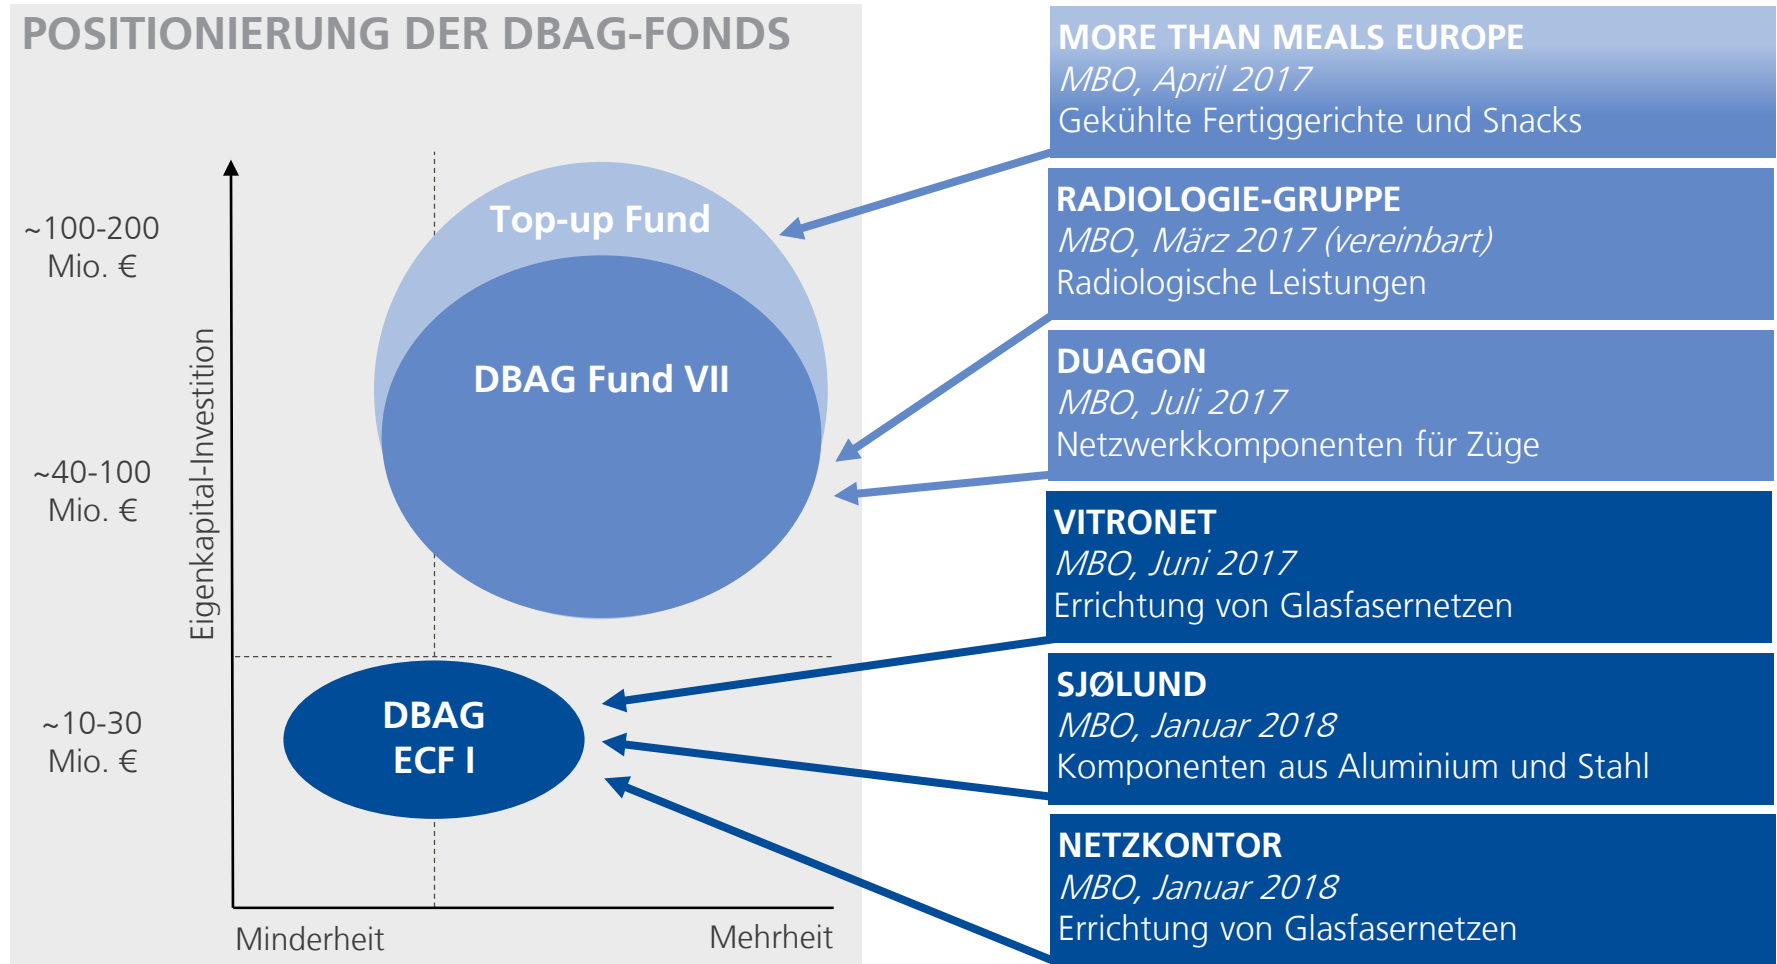 POSITIONIERUNG DER DBAG-FONDS
~100-200
Mio. €
~40-100
Mio. €
~10-30
Mio. €
Eigenkapital-Investition
Top-up Fund
DBAG Fund VII
DBAG
ECF I
Minderheit
Mehrheit
MORE THAN MEALS EUROPE
MBO, April 2017
Gekühlte Fertiggerichte und Snacks
RADIOLOGIE-GRUPPE
MBO, März 2017 (vereinbart)
Radiologische Leistungen
DUAGON
MBO, Juli 2017
Netzwerkkomponenten für Züge
VITRONET
MBO, Juni 2017
Errichtung von Glasfasernetzen
SJØLUND
MBO, Januar 2018
Komponenten aus Aluminium und Stahl
NETZKONTOR
MBO, Januar 2018
Errichtung von Glasfasernetzen